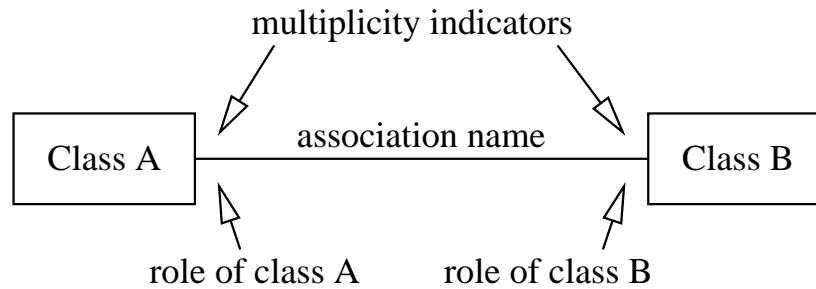 multiplicity indicators
association name
Class A
Class B
role of class A
role of class B